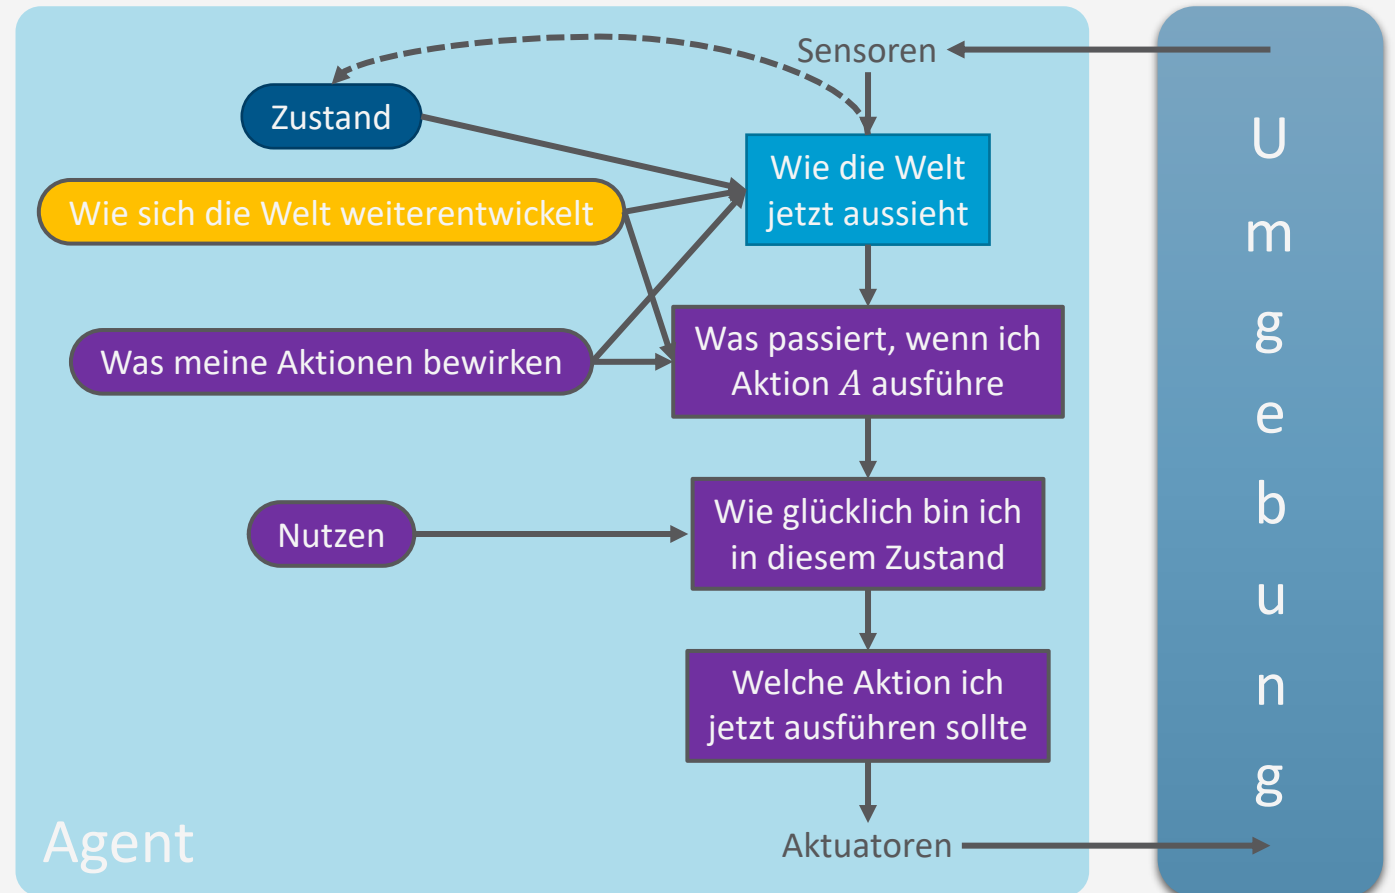 Sensoren
Zustand
Wie die Welt
jetzt aussieht
Wie sich die Welt weiterentwickelt
Was meine Aktionen bewirken
Was passiert, wenn ich
Aktion A ausführe
Nutzen
Wie glücklich bin ich
in diesem Zustand
Welche Aktion ich
jetzt ausführen sollte
Agent
Aktuatoren
U
m
g
e
b
u
n
g